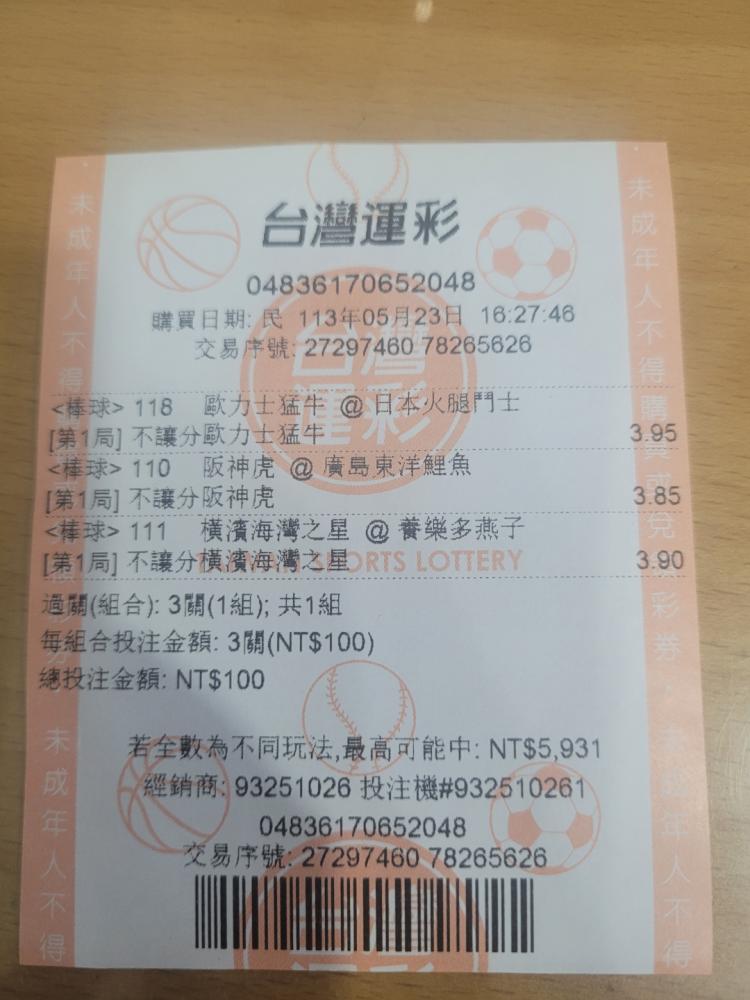 台灣運彩
04836170652048
購買日期: 民 113年05月23日 16:27:46
交易序號: 27297460 78265626
<棒球> 118 歐力士猛牛 @ 日本火腿鬥士
[第1局] 不讓分歐力士猛牛 3.95
<棒球> 110 阪神虎 @ 廣島東洋鯉魚
[第1局] 不讓分阪神虎 3.85
<棒球> 111 橫濱海灣之星 @ 養樂多燕子
[第1局] 不讓分橫濱海灣之星 3.90
SPORTS LOTTERY
過關(組合): 3關(1組); 共1組
每組合投注金額: 3關(NT$100)
總投注金額: NT$100
若全數為不同玩法,最高可能中: NT$5,931
經銷商: 93251026 投注機#932510261
04836170652048
交易序號: 27297460 78265626
未成年人不得
未成年人不得購買或兌
彩券
未成年人不得
未成年人不得
台灣運彩